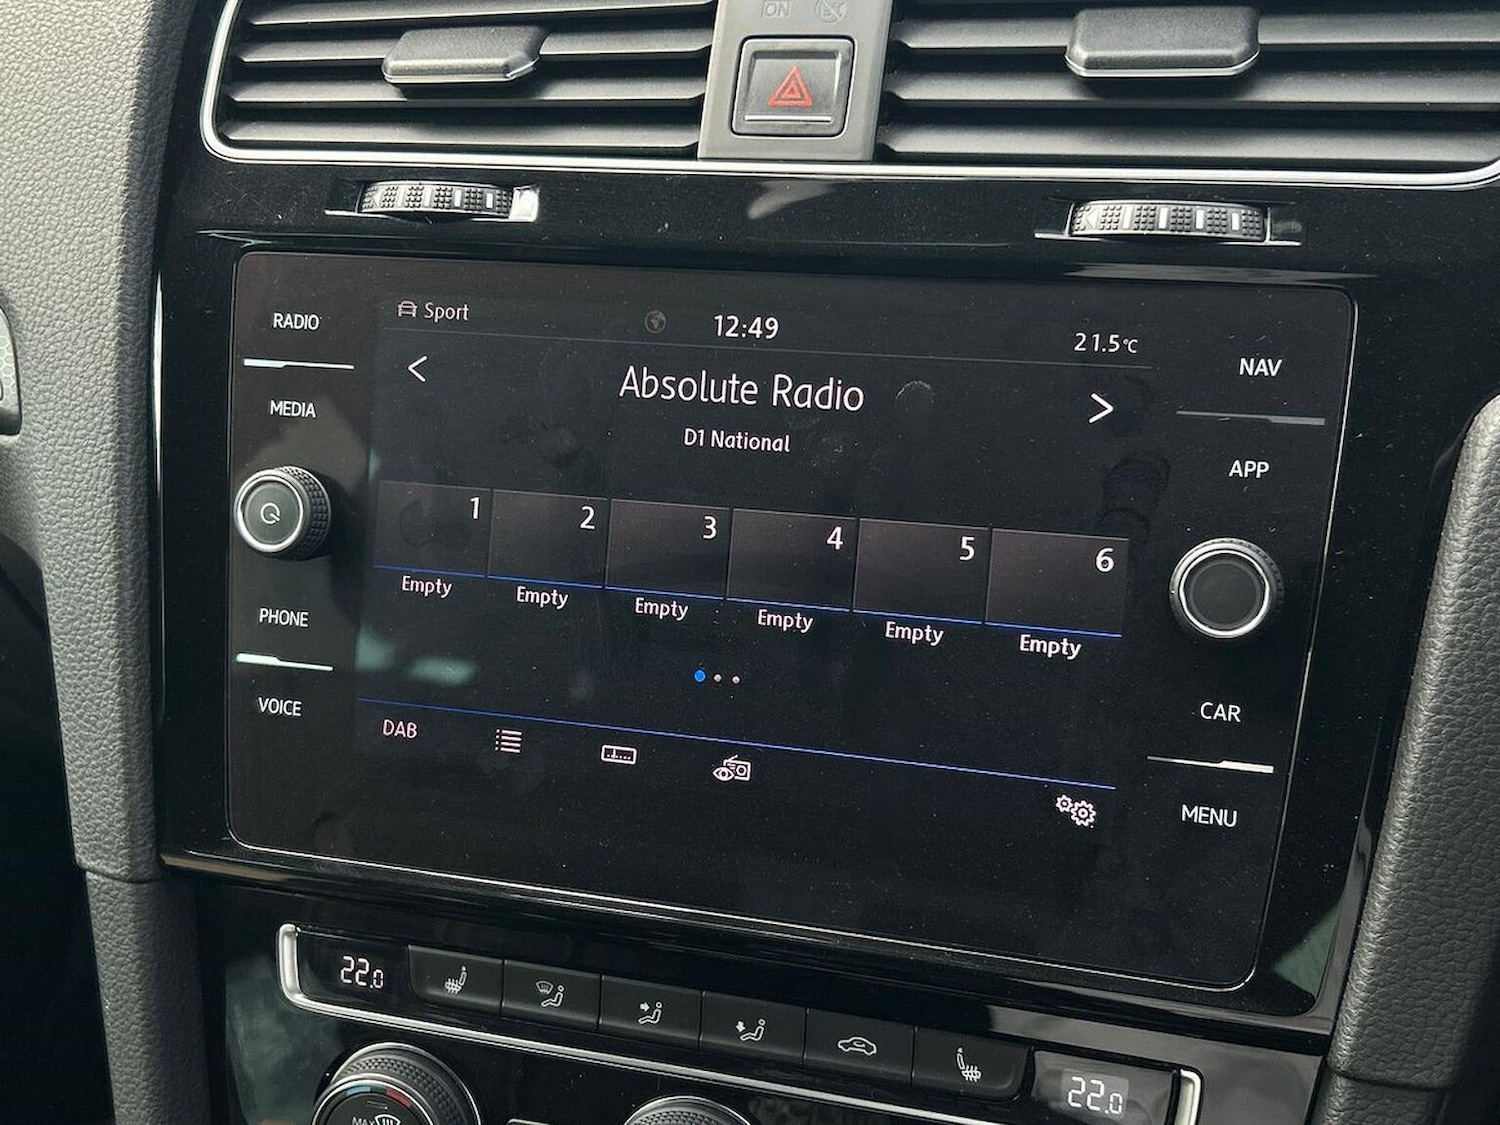 ON
RADIO
MEDIA
PHONE
VOICE
Sport
12:49
21.5°C
<
Absolute Radio
>
D1 National
1
2
3
4
5
6
Empty
Empty
Empty
Empty
Empty
Empty
DAB
NAV
APP
CAR
MENU
22.0
22.0
MAX